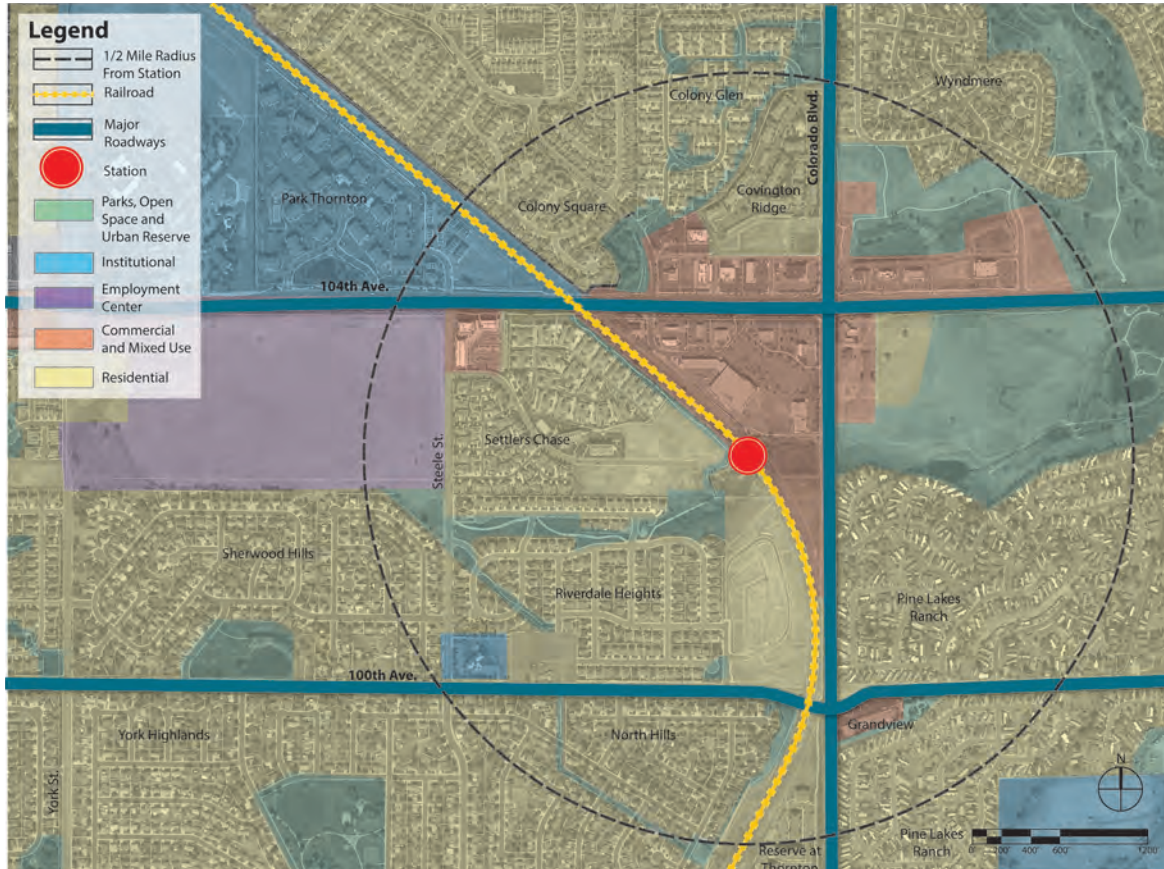 Legend
1/2 Mile Radius
From Station
Railroad
Major
Roadways
Station
Parks, Open
Space and
Urban Reserve
Institutional
Employment
Center
Commercial
and Mixed Use
Residential
Wyndmere
Colony Glen
Colorado Blvd.
Covington
Ridge
Park Thornton
Colony Square
104th Ave.
Settlers Chase
Steele St.
Sherwood Hills
Riverdale Heights
Pine Lakes
Ranch
100th Ave.
York Highlands
North Hills
Grandview
York St.
N
Pine Lakes
Ranch
0' 200' 400' 600' 1200'
Reserve at
Thornton